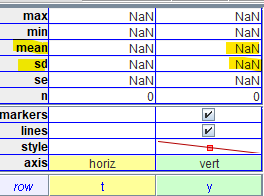 max NaN NaN
min NaN NaN
mean NaN NaN
sd NaN NaN
se NaN NaN
n 0 0
markers
lines
style
axis horiz vert
row t y